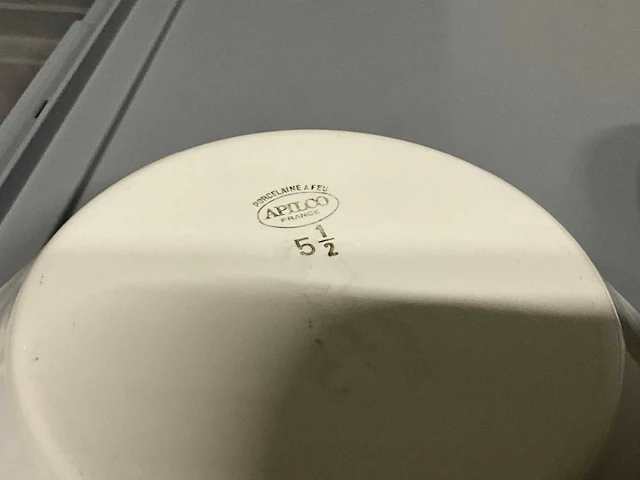 PORCELAINE A FEU
APILCO
FRANCE
5 1/2